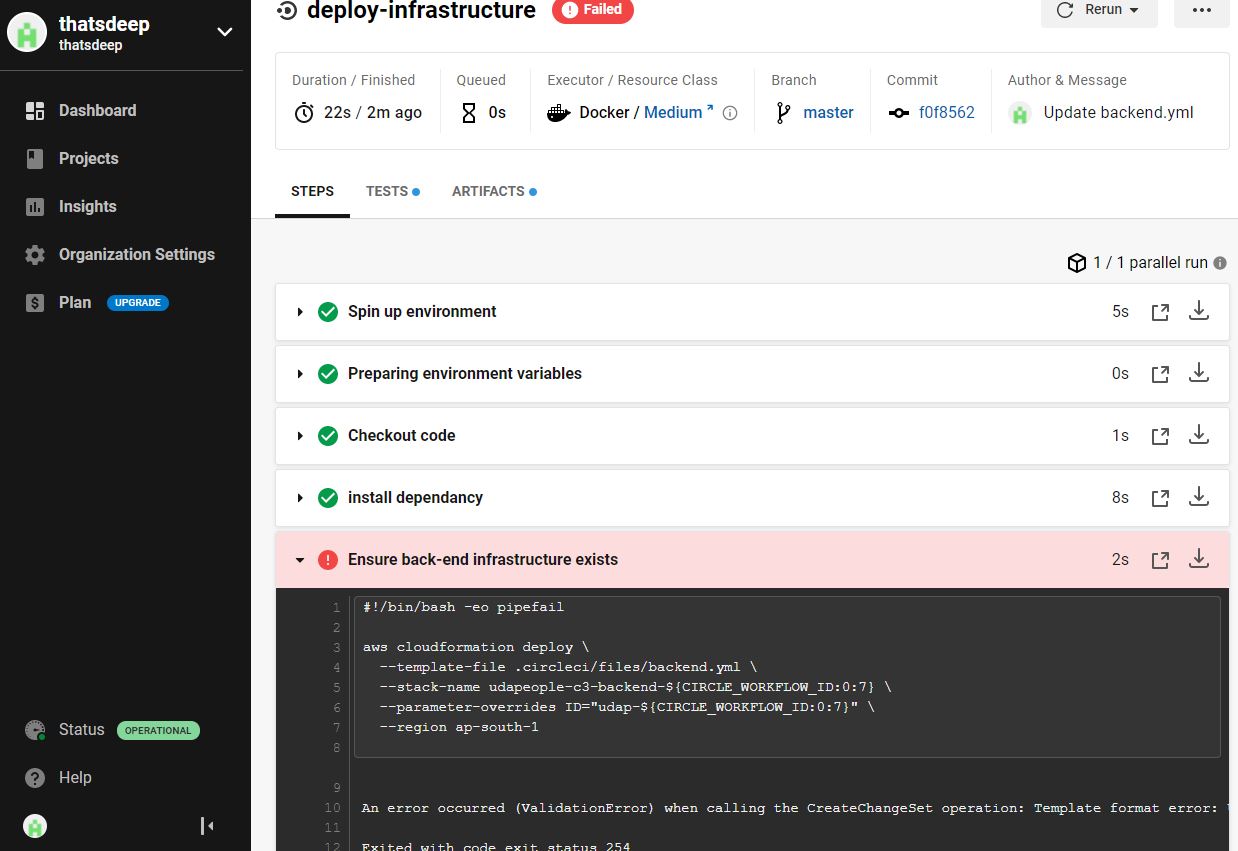 thatsdeep
thatsdeep
Dashboard
Projects
Insights
Organization Settings
Plan UPGRADE
Status OPERATIONAL
Help
deploy-infrastructure Failed
Rerun
Duration / Finished
22s / 2m ago
Queued
0s
Executor / Resource Class
Docker / Medium
Branch
master
Commit
f0f8562
Author & Message
Update backend.yml
STEPS TESTS ARTIFACTS
1 / 1 parallel run
Spin up environment 5s
Preparing environment variables 0s
Checkout code 1s
install dependancy 8s
Ensure back-end infrastructure exists 2s
1 #!/bin/bash -eo pipefail
2
3 aws cloudformation deploy \
4 --template-file .circleci/files/backend.yml \
5 --stack-name udapeople-c3-backend-${CIRCLE_WORKFLOW_ID:0:7} \
6 --parameter-overrides ID="udap-${CIRCLE_WORKFLOW_ID:0:7}" \
7 --region ap-south-1
8
9
10 An error occurred (ValidationError) when calling the CreateChangeSet operation: Template format error:
11
12 Exited with code exit status 254